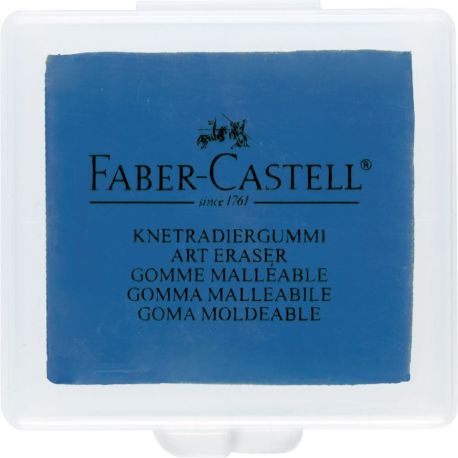 FABER-CASTELL®
since 1761
KNETRADIERGUMMI
ART ERASER
GOMME MALLÉABLE
GOMMA MALLEABILE
GOMA MOLDEABLE